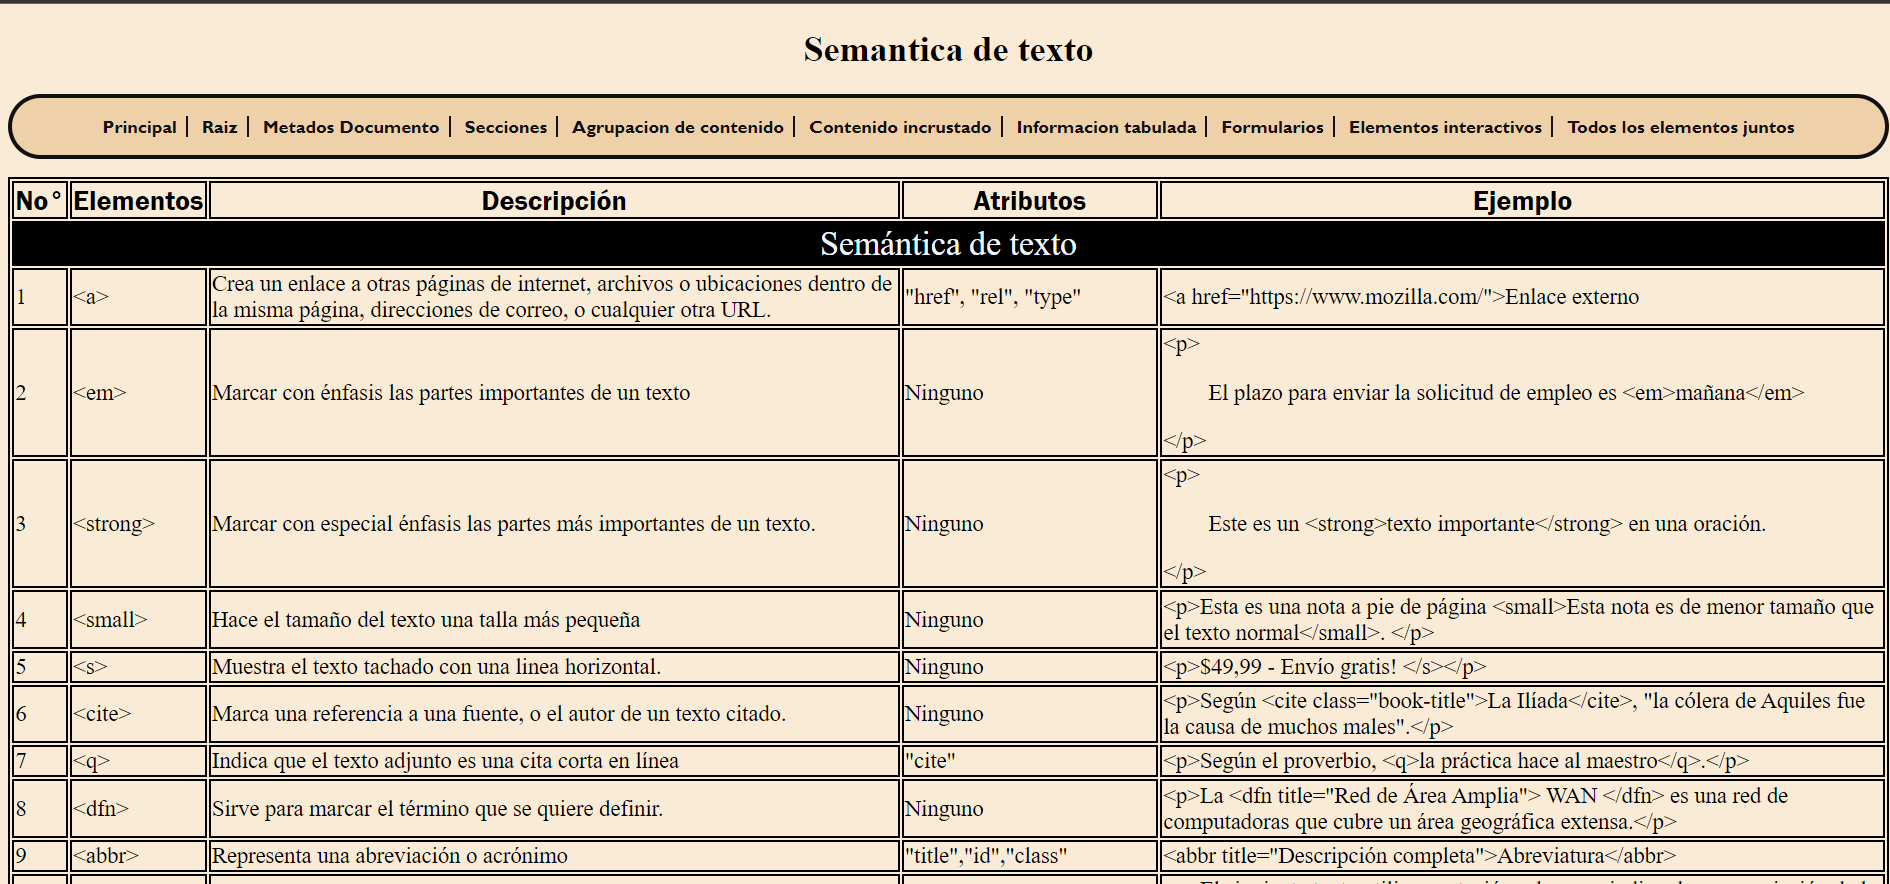 Semantica de texto
Principal | Raiz | Metados Documento | Secciones | Agrupacion de contenido | Contenido incrustado | Informacion tabulada | Formularios | Elementos interactivos | Todos los elementos juntos
No° Elementos Descripción Atributos Ejemplo
Semántica de texto
1 <a> Crea un enlace a otras páginas de internet, archivos o ubicaciones dentro de
la misma página, direcciones de correo, o cualquier otra URL. "href", "rel", "type" <a href="https://www.mozilla.com/">Enlace externo
2 <em> Marcar con énfasis las partes importantes de un texto Ninguno <p>
El plazo para enviar la solicitud de empleo es <em>mañana</em>
</p>
3 <strong> Marcar con especial énfasis las partes más importantes de un texto. Ninguno <p>
Este es un <strong>texto importante</strong> en una oración.
</p>
4 <small> Hace el tamaño del texto una talla más pequeña Ninguno <p>Esta es una nota a pie de página <small>Esta nota es de menor tamaño que
el texto normal</small>. </p>
5 <s> Muestra el texto tachado con una linea horizontal. Ninguno <p>$49,99 - Envío gratis! </s></p>
6 <cite> Marca una referencia a una fuente, o el autor de un texto citado. Ninguno <p>Según <cite class="book-title">La Ilíada</cite>, "la cólera de Aquiles fue
la causa de muchos males".</p>
7 <q> Indica que el texto adjunto es una cita corta en línea "cite" <p>Según el proverbio, <q>la práctica hace al maestro</q>.</p>
8 <dfn> Sirve para marcar el término que se quiere definir. Ninguno <p>La <dfn title="Red de Área Amplia"> WAN </dfn> es una red de
computadoras que cubre un área geográfica extensa.</p>
9 <abbr> Representa una abreviación o acrónimo "title","id","class" <abbr title="Descripción completa">Abreviatura</abbr>